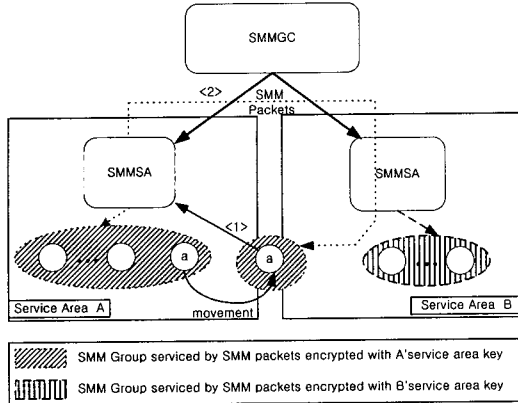 SMMGC
<2>
SMM
Packets
SMMSA
SMMSA
<1>
a
a
Service Area A
movement
Service Area B
SMM Group serviced by SMM packets encrypted with A'service area key
SMM Group serviced by SMM packets encrypted with B'service area key